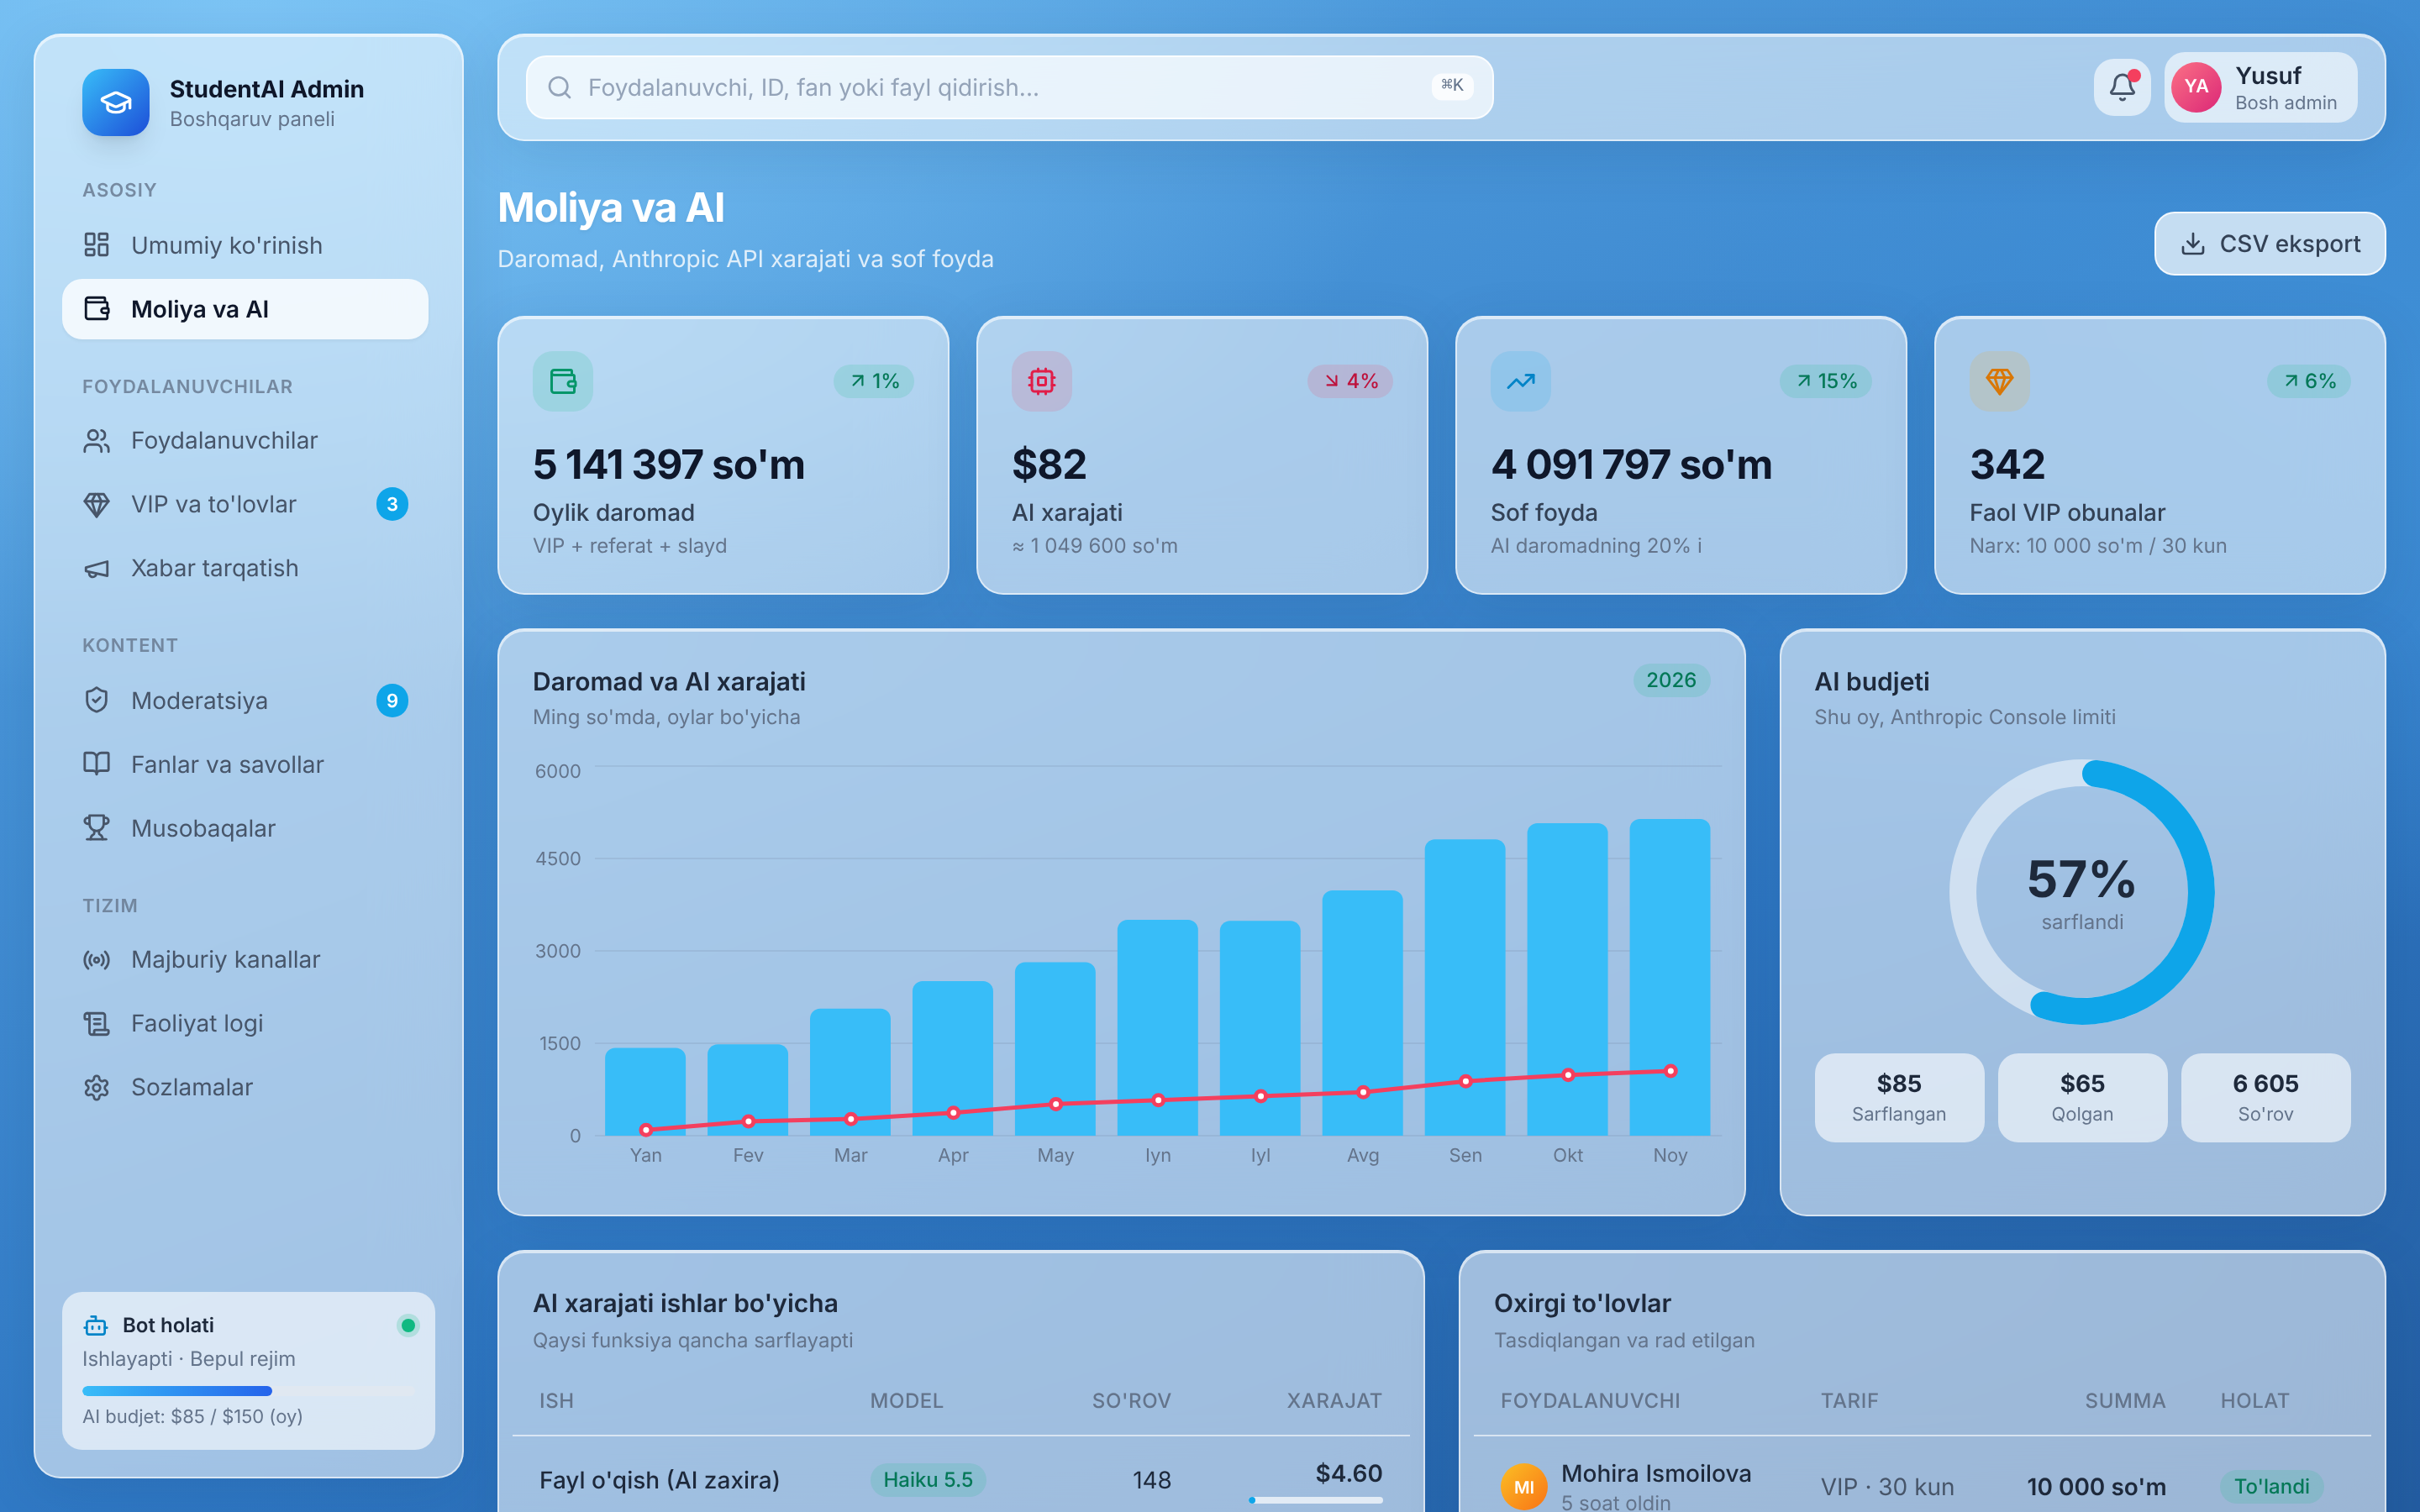 StudentAI Admin
Boshqaruv paneli
ASOSIY
Umumiy ko'rinish
Moliya va AI
FOYDALANUVCHILAR
Foydalanuvchilar
VIP va to'lovlar 3
Xabar tarqatish
KONTENT
Moderatsiya 9
Fanlar va savollar
Musobaqalar
TIZIM
Majburiy kanallar
Faoliyat logi
Sozlamalar
Bot holati
Ishlayapti · Bepul rejim
AI budjet: $85 / $150 (oy)
Foydalanuvchi, ID, fan yoki fayl qidirish... ⌘K
YA
Yusuf
Bosh admin
Moliya va AI
Daromad, Anthropic API xarajati va sof foyda
CSV eksport
1%
5 141 397 so'm
Oylik daromad
VIP + referat + slayd
4%
$82
AI xarajati
≈ 1 049 600 so'm
15%
4 091 797 so'm
Sof foyda
AI daromadning 20% i
6%
342
Faol VIP obunalar
Narx: 10 000 so'm / 30 kun
Daromad va AI xarajati
Ming so'mda, oylar bo'yicha
2026
6000
4500
3000
1500
0
Yan Fev Mar Apr May Iyn Iyl Avg Sen Okt Noy
AI budjeti
Shu oy, Anthropic Console limiti
57%
sarflandi
$85
Sarflangan
$65
Qolgan
6 605
So'rov
AI xarajati ishlar bo'yicha
Qaysi funksiya qancha sarflayapti
ISH MODEL SO'ROV XARAJAT
Fayl o'qish (AI zaxira) Haiku 5.5 148 $4.60
Oxirgi to'lovlar
Tasdiqlangan va rad etilgan
FOYDALANUVCHI TARIF SUMMA HOLAT
MI Mohira Ismoilova VIP · 30 kun 10 000 so'm To'landi
5 soat oldin